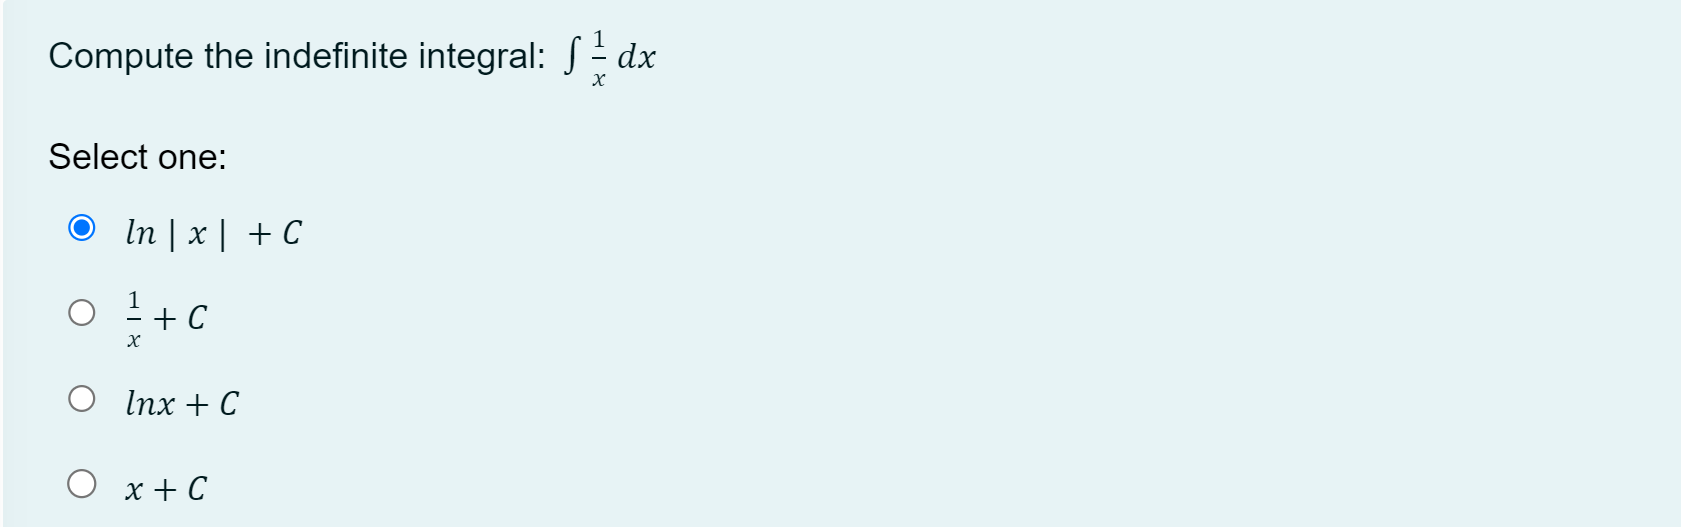 Compute the indefinite integral: ∫ 1/x dx
Select one:
ln | x | + C
1/x + C
lnx + C
x + C